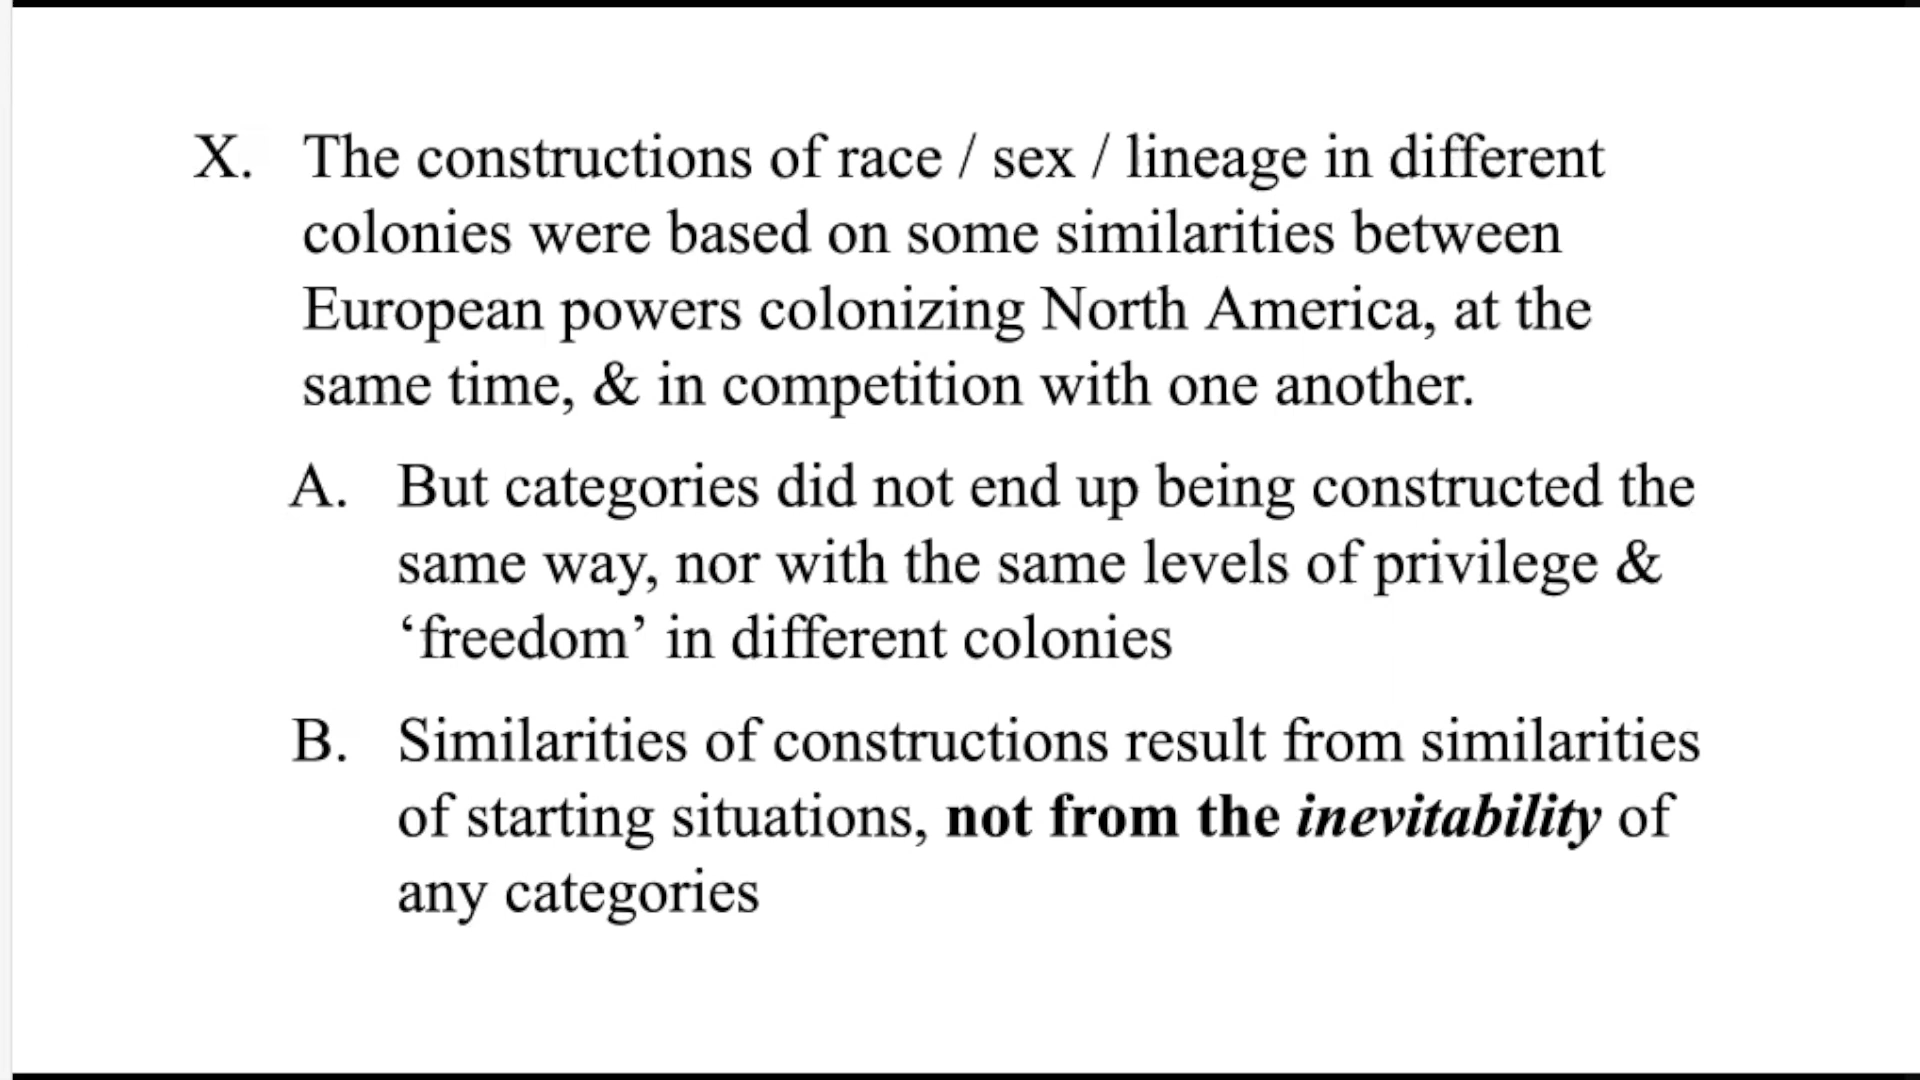 X. The constructions of race / sex / lineage in different
colonies were based on some similarities between
European powers colonizing North America, at the
same time, & in competition with one another.
A. But categories did not end up being constructed the
same way, nor with the same levels of privilege &
‘freedom’ in different colonies
B. Similarities of constructions result from similarities
of starting situations, not from the inevitability of
any categories